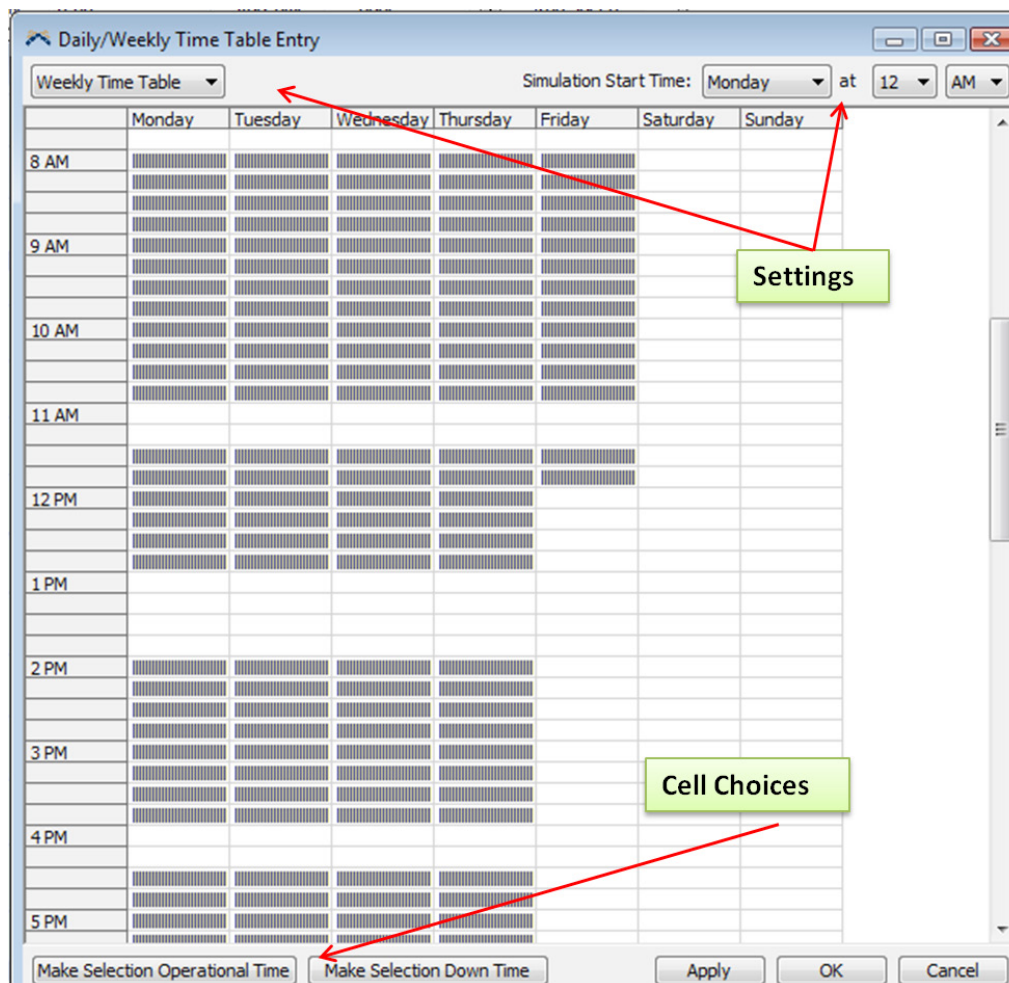 Daily/Weekly Time Table Entry
Weekly Time Table Simulation Start Time: Monday at 12 AM
Monday Tuesday Wednesday Thursday Friday Saturday Sunday
8 AM
9 AM
Settings
10 AM
11 AM
12 PM
1 PM
2 PM
3 PM
Cell Choices
4 PM
5 PM
Make Selection Operational Time Make Selection Down Time Apply OK Cancel